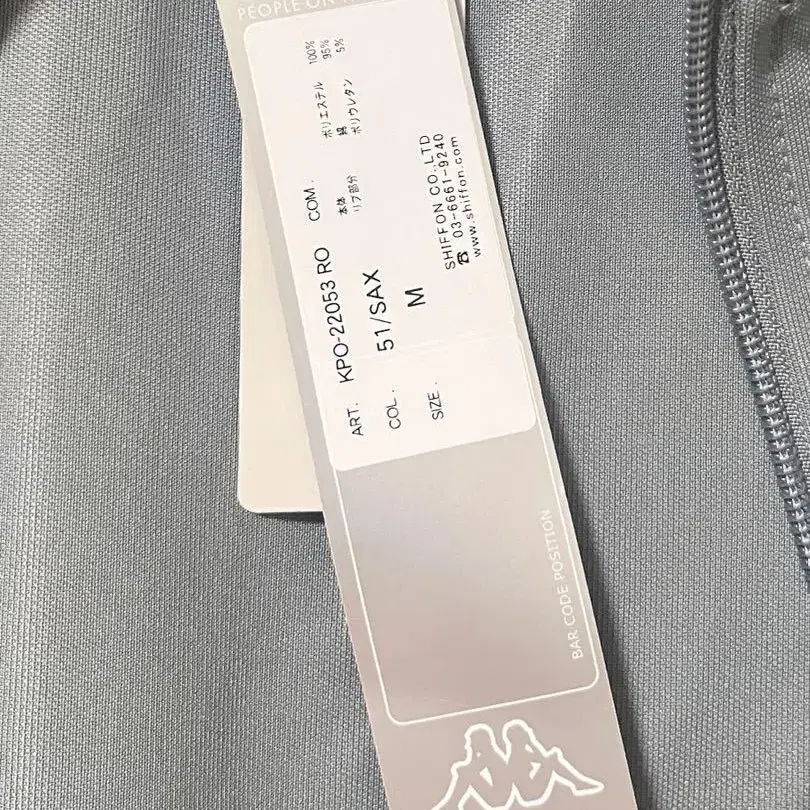 PEOPLE ON
ART. KPO-22053 RO
COL. 51/SAX
SIZE. M
COM.
本体 ポリエステル 100%
リブ部分 綿 95%
ポリウレタン 5%
SHIFFON CO.,LTD
☎ 03-6661-9240
www.shiffon.com
BAR CODE POSITION